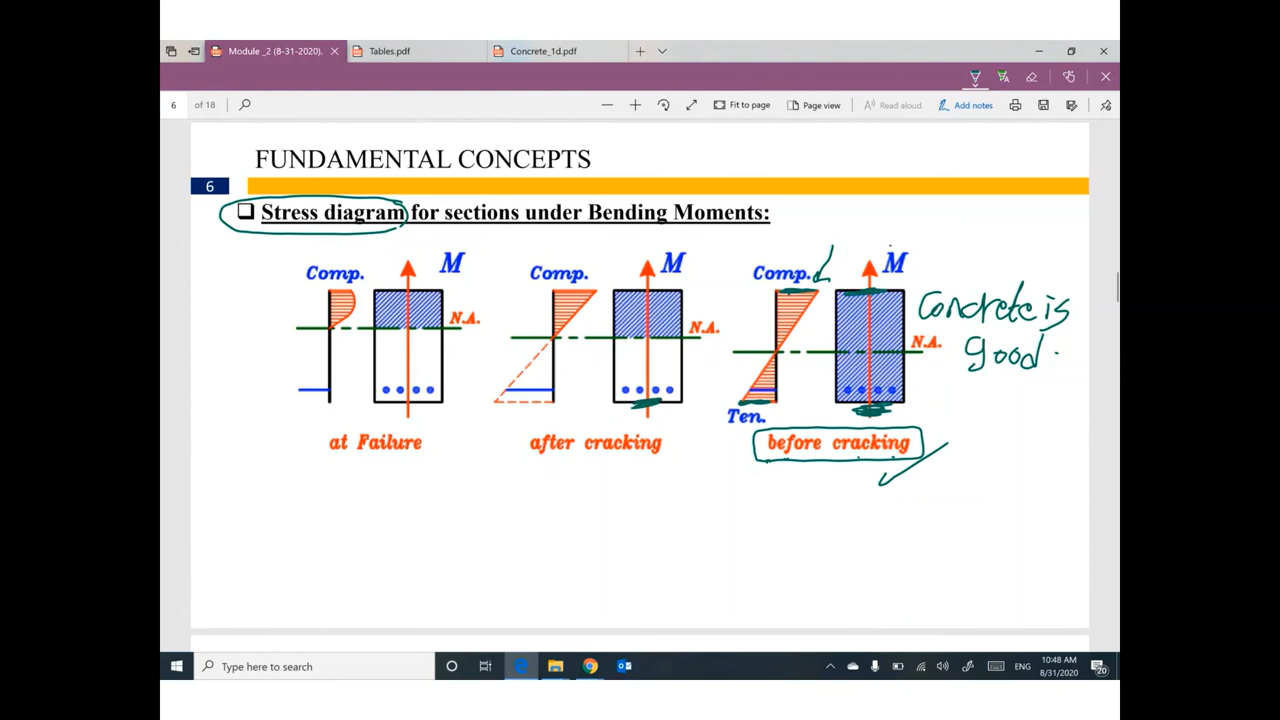 Module _2 (8-31-2020).
Tables.pdf
Concrete_1d.pdf
6 of 18
Fit to page
Page view
Read aloud
Add notes
FUNDAMENTAL CONCEPTS
6
Stress diagram for sections under Bending Moments:
Comp. M
N.A.
at Failure
Comp. M
N.A.
after cracking
Comp. M
N.A.
Ten.
before cracking
Concrete is
good.
Type here to search
ENG
10:48 AM
8/31/2020
20